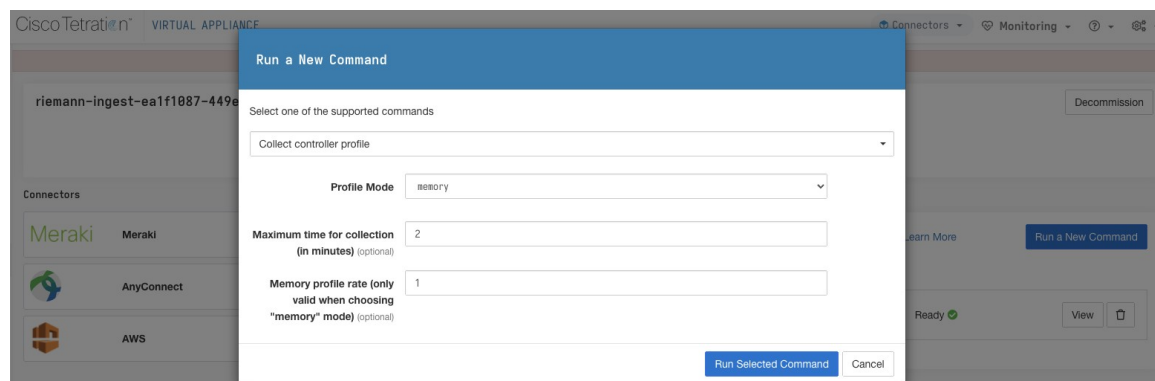 Cisco Tetration™ VIRTUAL APPLIANCE Connectors Monitoring
Run a New Command
riemann-ingest-ea1f1087-449e
Decommission
Select one of the supported commands
Collect controller profile
Profile Mode memory
Connectors
Meraki Meraki
Maximum time for collection (in minutes) (optional) 2
Learn More Run a New Command
AnyConnect
Memory profile rate (only valid when choosing "memory" mode) (optional) 1
Ready View
AWS
Run Selected Command Cancel